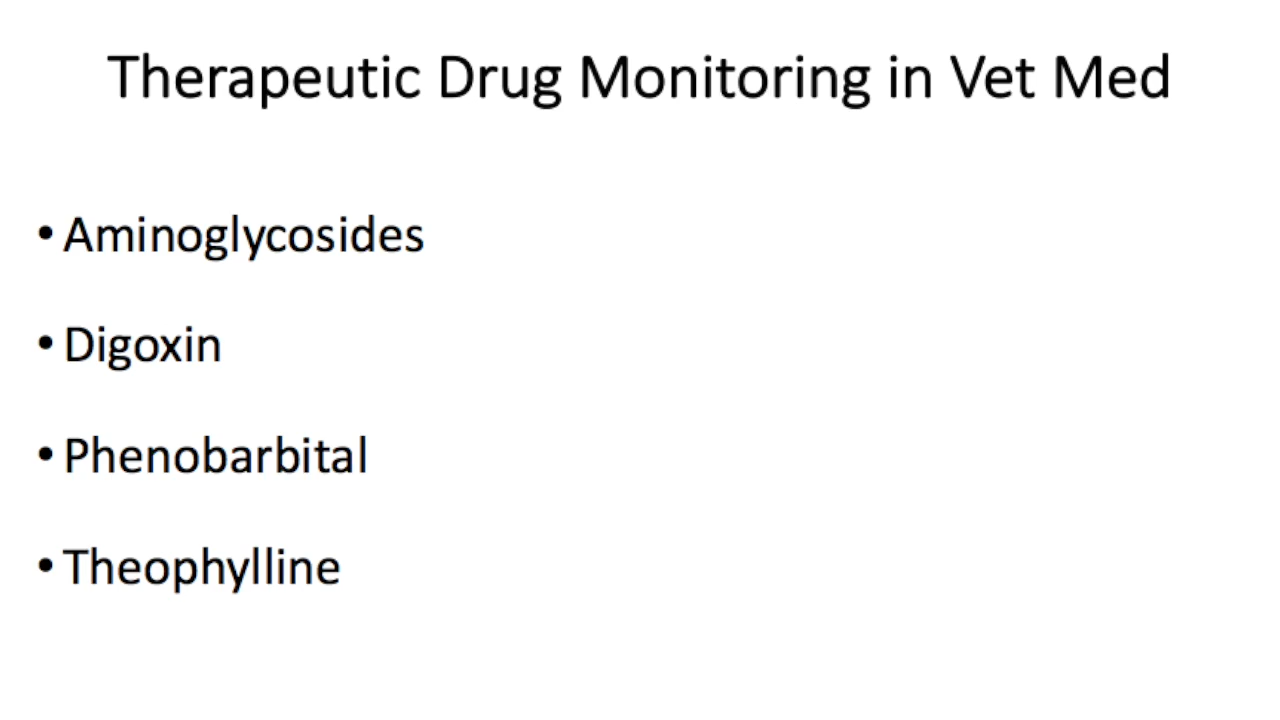 Therapeutic Drug Monitoring in Vet Med
• Aminoglycosides
• Digoxin
• Phenobarbital
• Theophylline